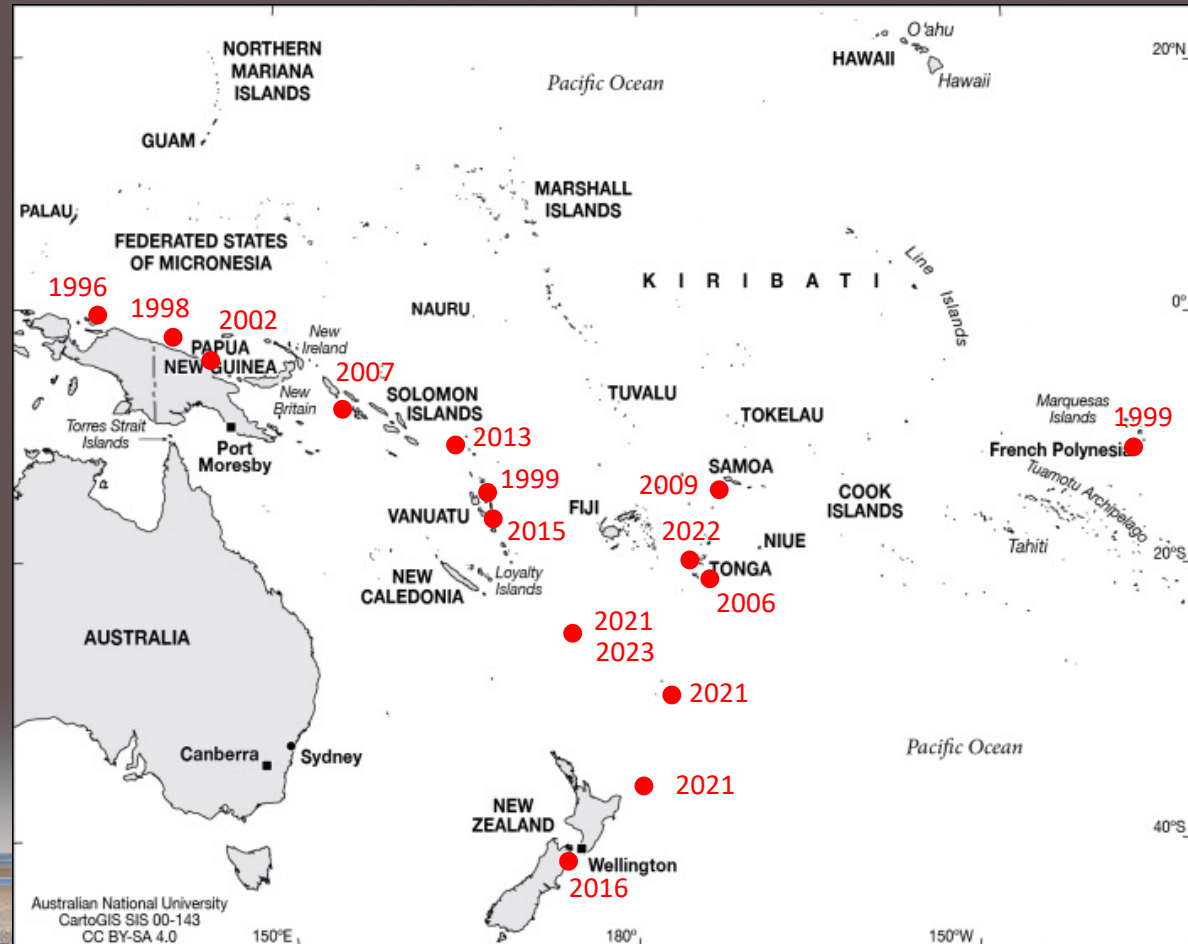 NORTHERN
MARIANA
ISLANDS
Pacific Ocean
HAWAII
O'ahu
Hawaii
20°N
GUAM
PALAU
MARSHALL
ISLANDS
FEDERATED STATES
OF MICRONESIA
Line
Islands
KIRIBATI
1996
1998
2002
NAURU
0°
New
Ireland
PAPUA
NEW GUINEA
2007
New
Britain
SOLOMON
ISLANDS
TUVALU
TOKELAU
Marquesas
Islands
1999
French Polynesia
Torres Strait
Islands
Port
Moresby
2013
SAMOA
2009
Tuamotu Archipelago
1999
FIJI
COOK
ISLANDS
VANUATU
2015
2022
NIUE
Tahiti
20°S
NEW
CALEDONIA
Loyalty
Islands
TONGA
2006
AUSTRALIA
2021
2023
2021
Canberra
Sydney
Pacific Ocean
2021
NEW
ZEALAND
40°S
Wellington
2016
Australian National University
CartoGIS SIS 00-143
CC BY-SA 4.0
150°E
180°
150°W